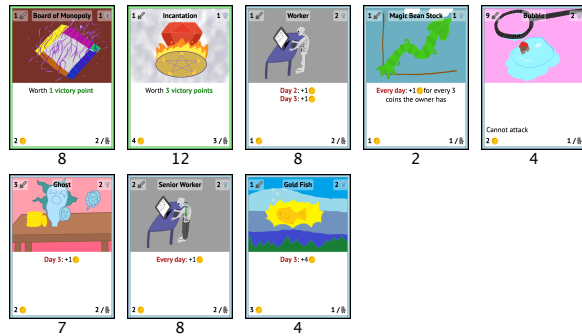 1 Board of Monopoly 1
Worth 1 victory point
2 2/
8
1 Incantation 1
Worth 3 victory points
4 3/
12
1 Worker 2
Day 2: +1
Day 3: +1
1 2/
8
1 Magic Bean Stock 1
Every day: +1 for every 3
coins the owner has
1 1/
2
9 Bubble 2
Cannot attack
2 1/
4
3 Ghost 2
Day 3: +1
2 2/
7
2 Senior Worker 2
Every day: +1
2 2/
8
1 Gold Fish 2
Day 3: +4
3 1/
4